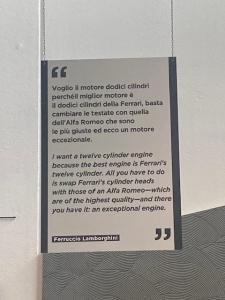 “
Voglio il motore dodici cilindri
perchéil miglior motore è
il dodici cilindri della Ferrari, basta
cambiare le testate con quella
dell'Alfa Romeo che sono
le più giuste ed ecco un motore
eccezionale.
I want a twelve cylinder engine
because the best engine is Ferrari's
twelve cylinder. All you have to do
is swap Ferrari's cylinder heads
with those of an Alfa Romeo—which
are of the highest quality—and there
you have it: an exceptional engine.
Ferruccio Lamborghini
”